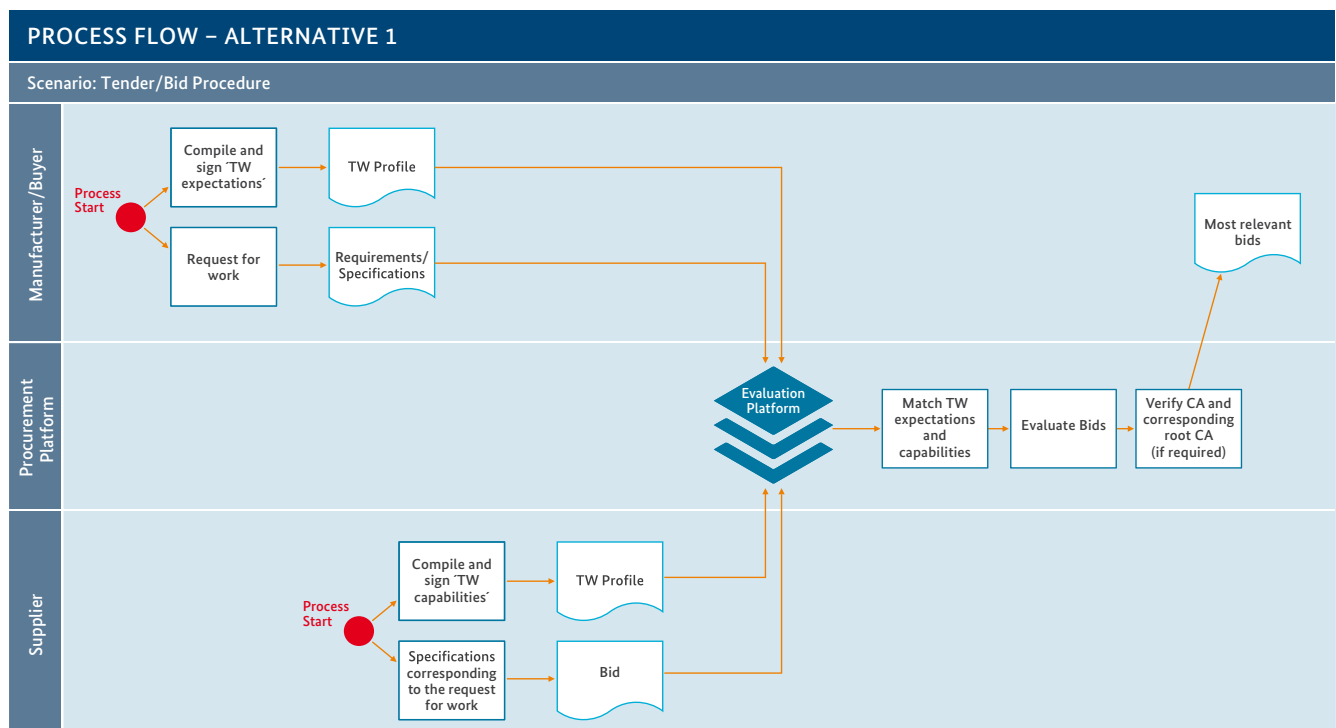 PROCESS FLOW – ALTERNATIVE 1
Scenario: Tender/Bid Procedure
Manufacturer/Buyer
Process
Start
Compile and
sign ´TW
expectations´
TW Profile
Request for
work
Requirements/
Specifications
Most relevant
bids
Procurement
Platform
Evaluation
Platform
Match TW
expectations
and
capabilities
Evaluate Bids
Verify CA and
corresponding
root CA
(if required)
Supplier
Process
Start
Compile and
sign ´TW
capabilities´
TW Profile
Specifications
corresponding
to the request
for work
Bid